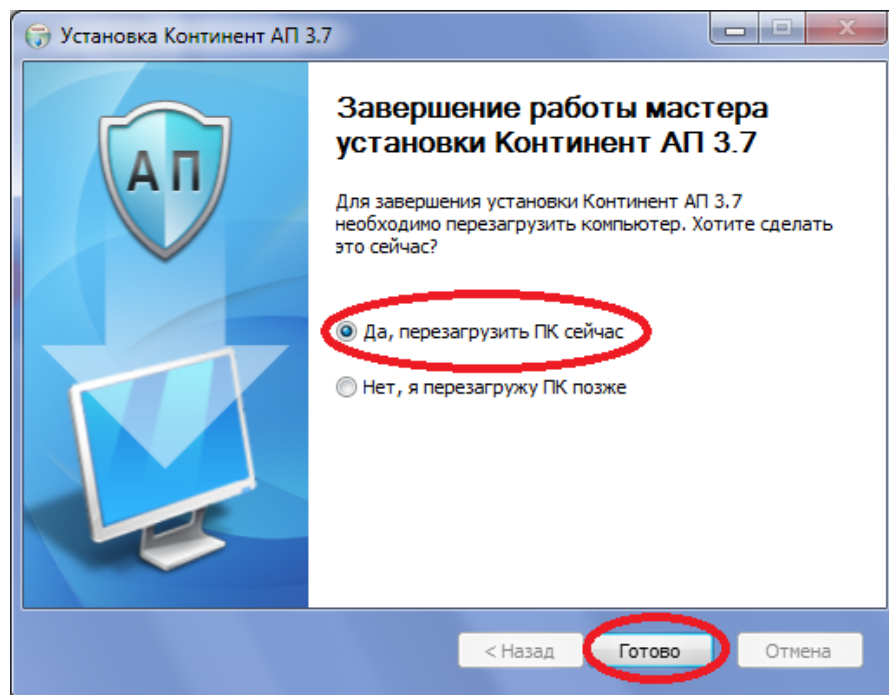 Установка Континент АП 3.7
АП
Завершение работы мастера
установки Континент АП 3.7
Для завершения установки Континент АП 3.7
необходимо перезагрузить компьютер. Хотите сделать
это сейчас?
Да, перезагрузить ПК сейчас
Нет, я перезагружу ПК позже
< Назад Готово Отмена